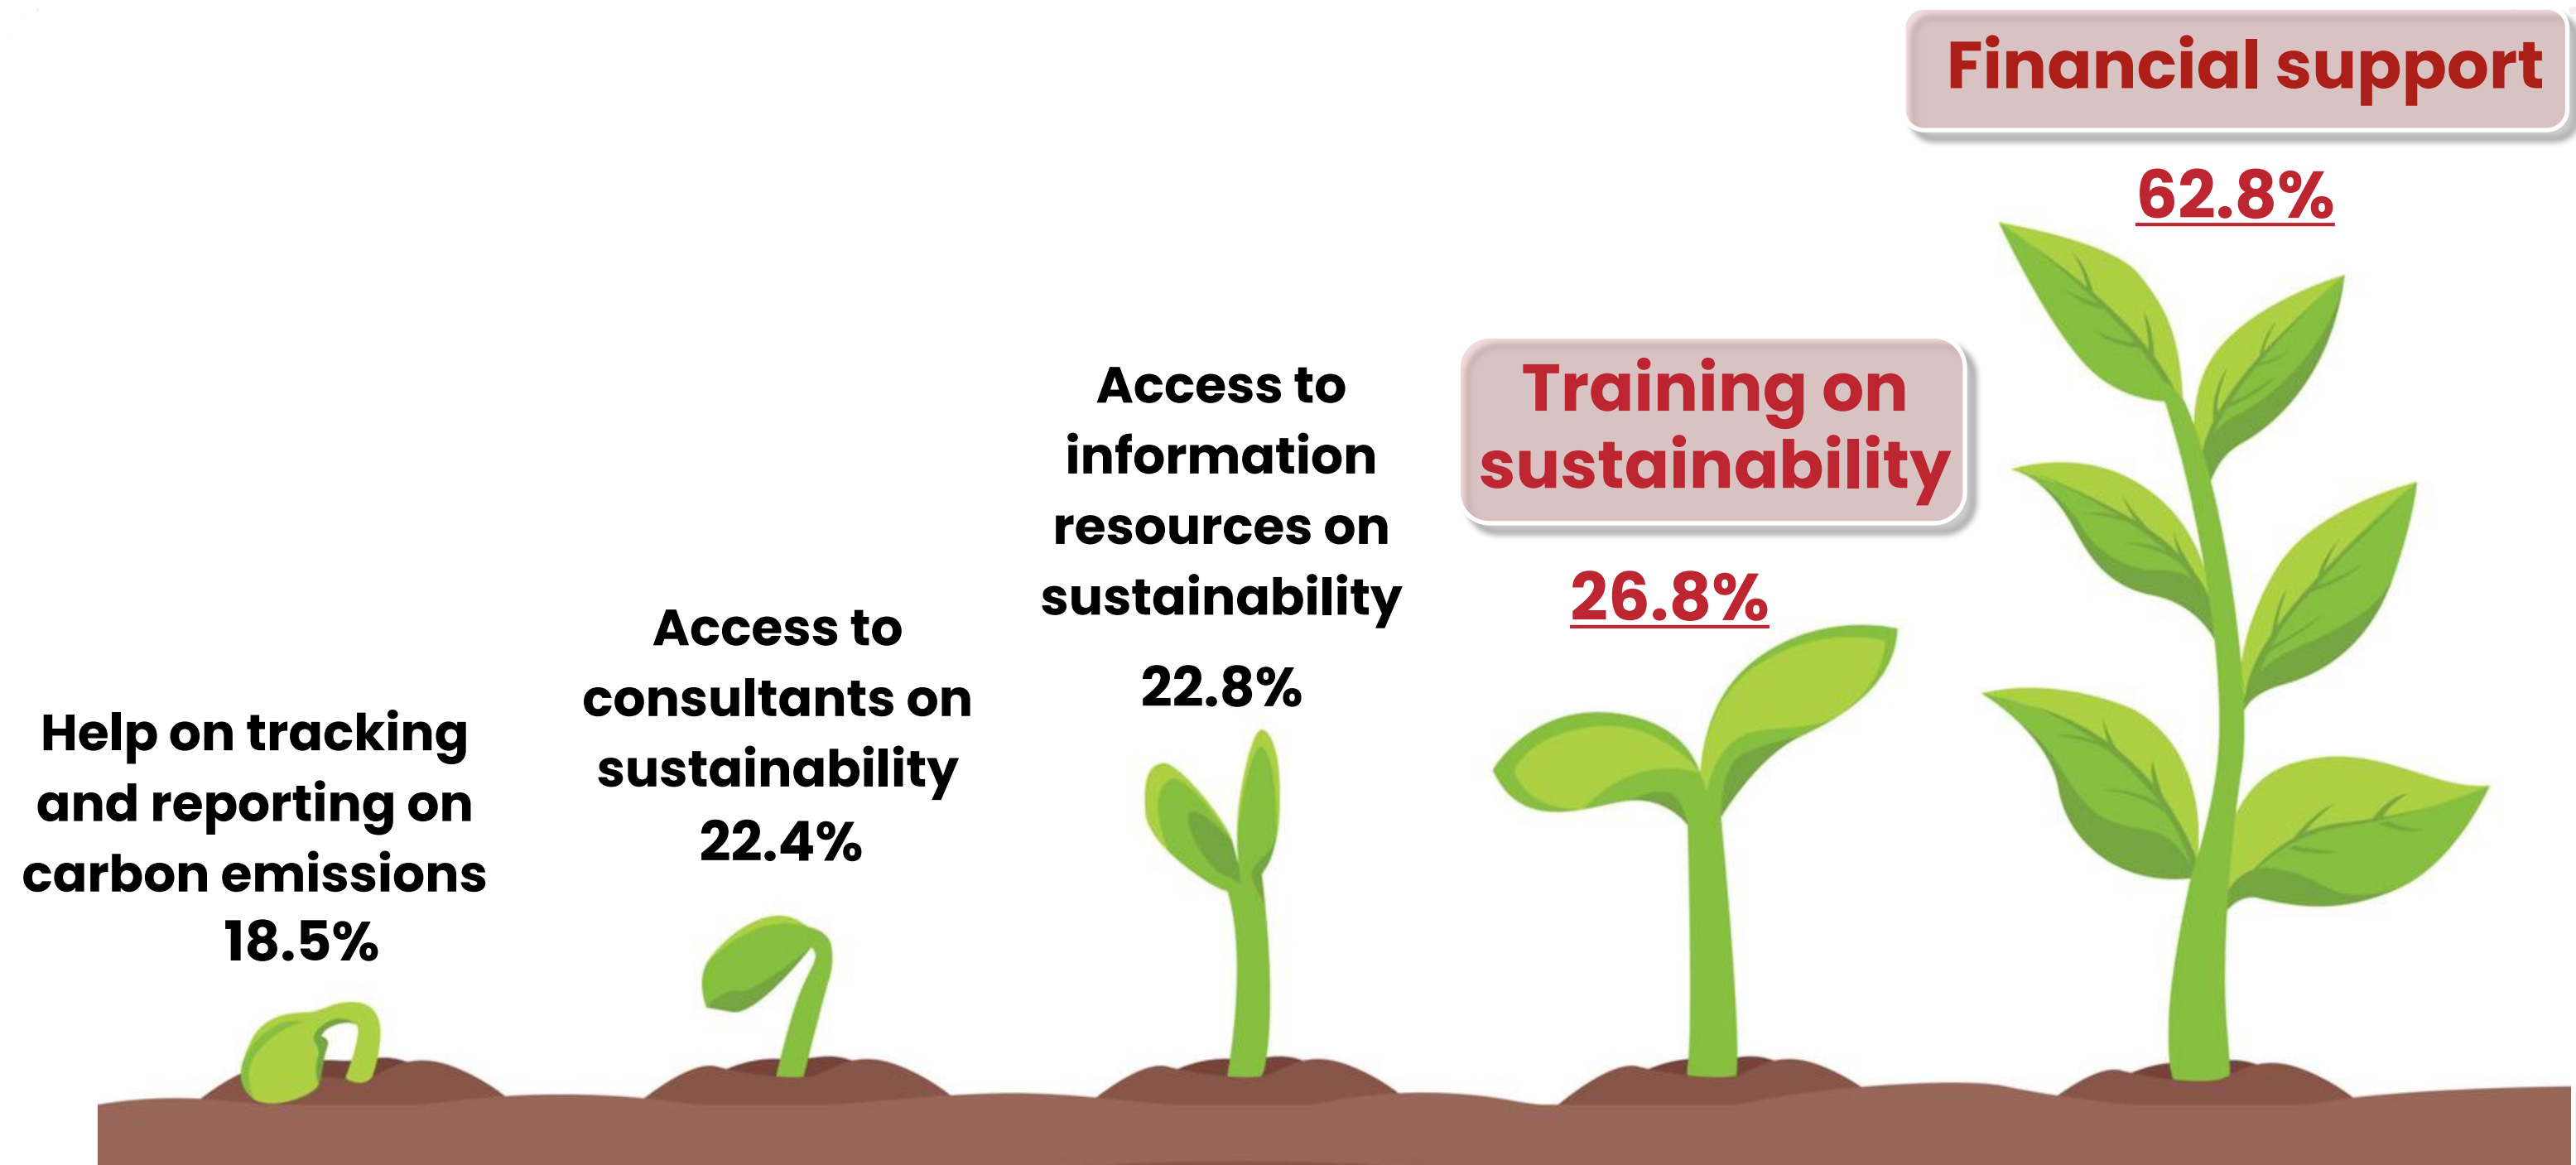 Help on tracking
and reporting on
carbon emissions
18.5%
Access to
consultants on
sustainability
22.4%
Access to
information
resources on
sustainability
22.8%
Training on
sustainability
26.8%
Financial support
62.8%